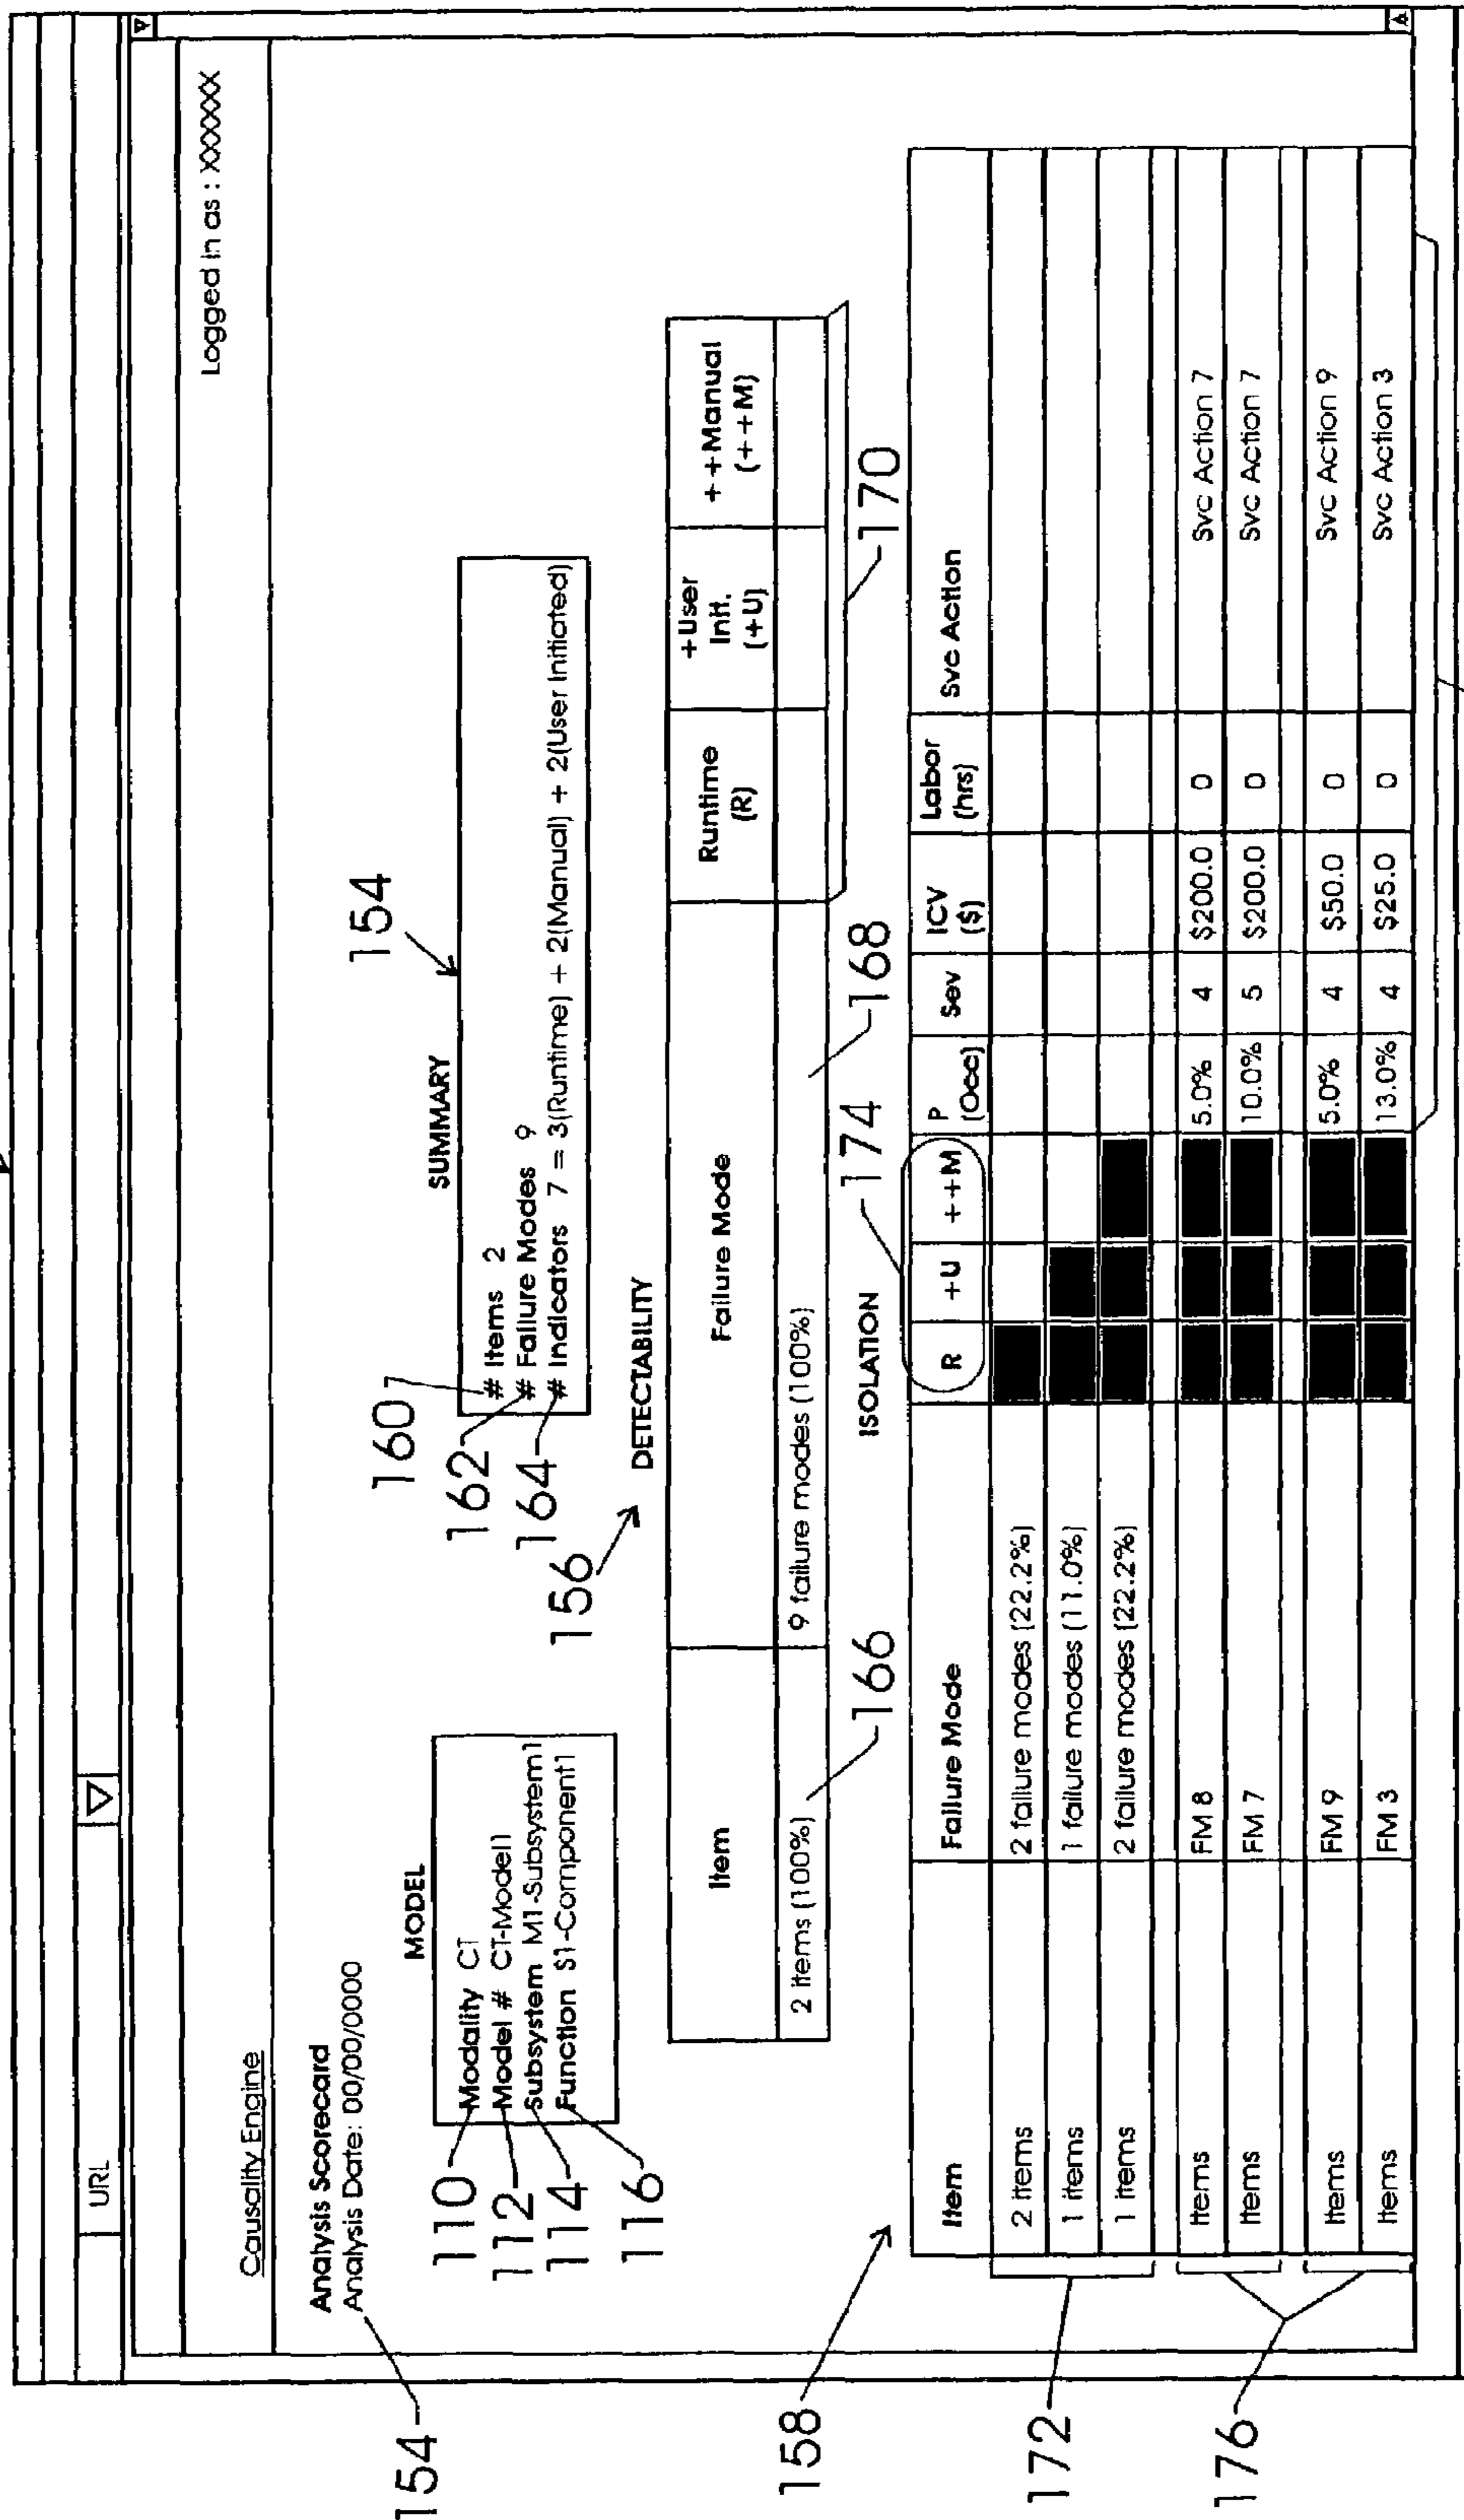 URL
Logged in as : XXXXXX
Causality Engine
Analysis Scorecard
Analysis Date: 00/00/0000
154
MODEL
110
Modality CT
112
Model # CT-Model1
114
Subsystem M1-Subsystem1
116
Function S1-Component1
SUMMARY
154
160
# Items 2
162
# Failure Modes 9
164
# Indicators 7 = 3(Runtime) + 2(Manual) + 2(User Initiated)
156
DETECTABILITY
Item Failure Mode Runtime (R) +User Init. (+U) ++Manual (++M)
2 items (100%) 9 failure modes (100%)
166
168
170
158
ISOLATION
174
Item Failure Mode R +U ++M P (Occ) Sev ICV ($) Labor (hrs) Svc Action
2 items 2 failure modes (22.2%)
1 items 1 failure modes (11.0%)
1 items 2 failure modes (22.2%)
172
Items FM 8 5.0% 4 $200.0 0 Svc Action 7
Items FM 7 10.0% 5 $200.0 0 Svc Action 7
Items FM 9 5.0% 4 $50.0 0 Svc Action 9
Items FM 3 13.0% 4 $25.0 0 Svc Action 3
176